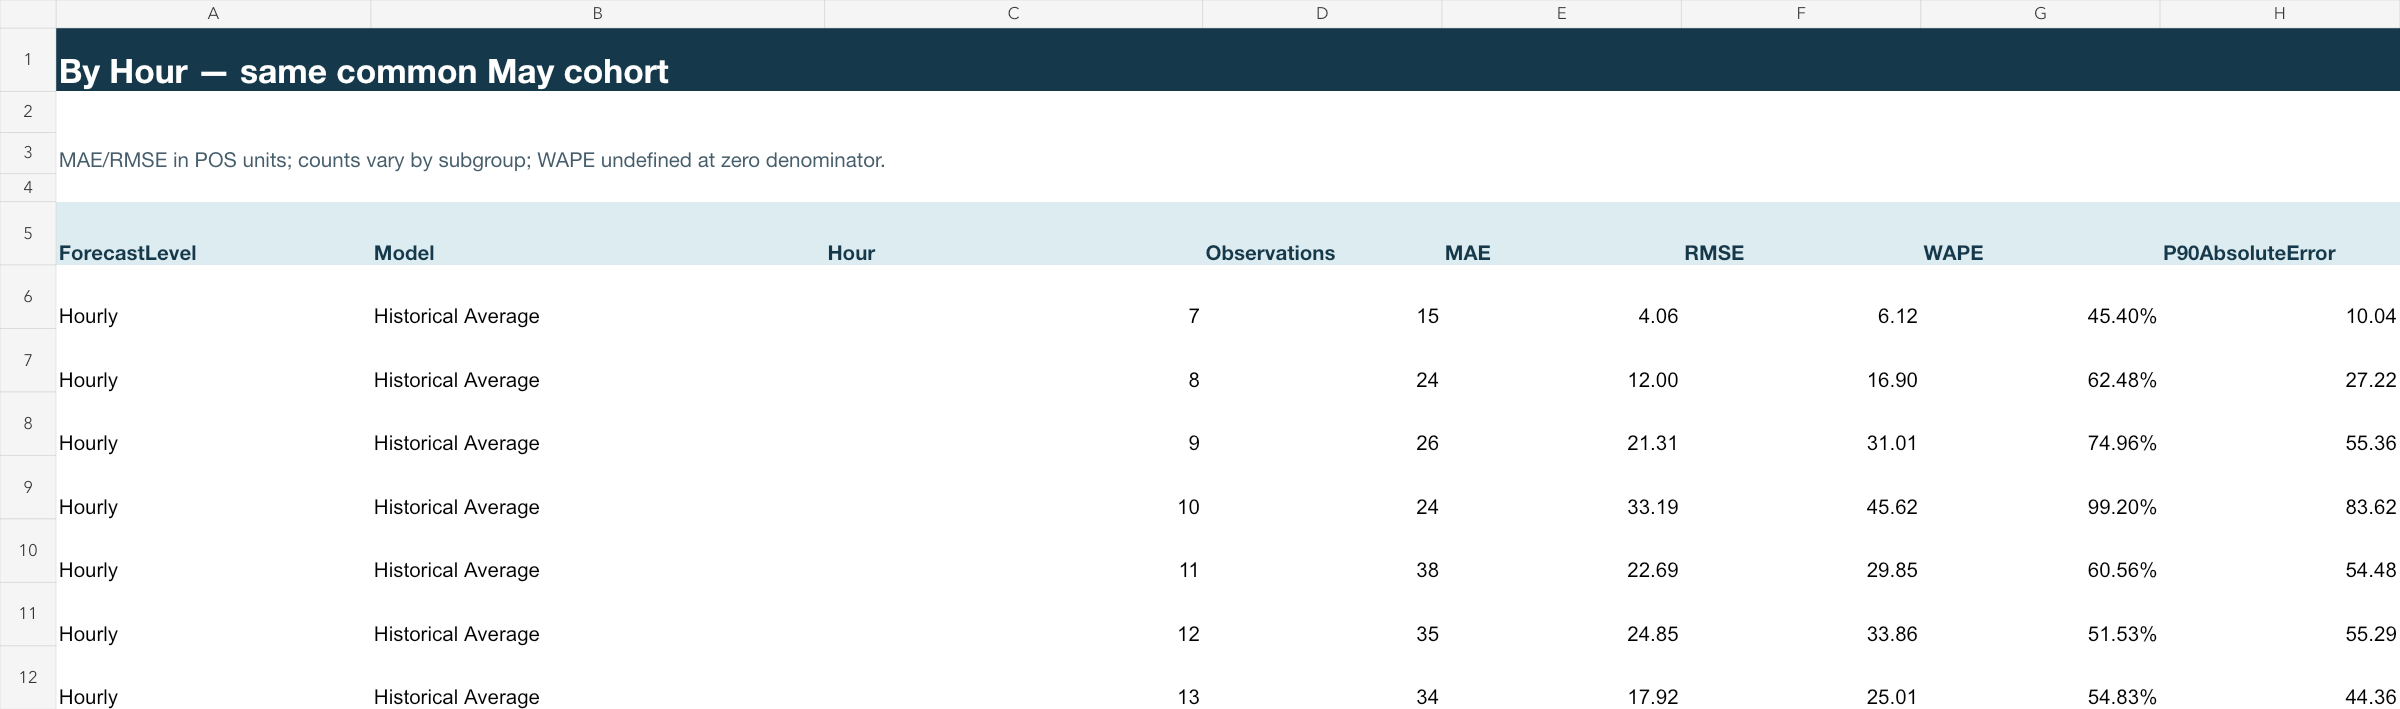 A B C D E F G H
1 By Hour — same common May cohort
2
3 MAE/RMSE in POS units; counts vary by subgroup; WAPE undefined at zero denominator.
4
5 ForecastLevel Model Hour Observations MAE RMSE WAPE P90AbsoluteError
6 Hourly Historical Average 7 15 4.06 6.12 45.40% 10.04
7 Hourly Historical Average 8 24 12.00 16.90 62.48% 27.22
8 Hourly Historical Average 9 26 21.31 31.01 74.96% 55.36
9 Hourly Historical Average 10 24 33.19 45.62 99.20% 83.62
10 Hourly Historical Average 11 38 22.69 29.85 60.56% 54.48
11 Hourly Historical Average 12 35 24.85 33.86 51.53% 55.29
12 Hourly Historical Average 13 34 17.92 25.01 54.83% 44.36